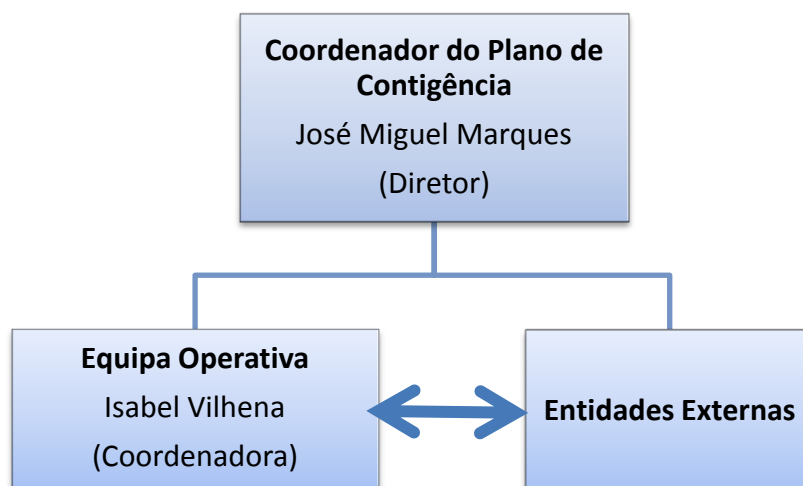 Coordenador do Plano de
Contigência
José Miguel Marques
(Diretor)
Equipa Operativa
Isabel Vilhena
(Coordenadora)
Entidades Externas